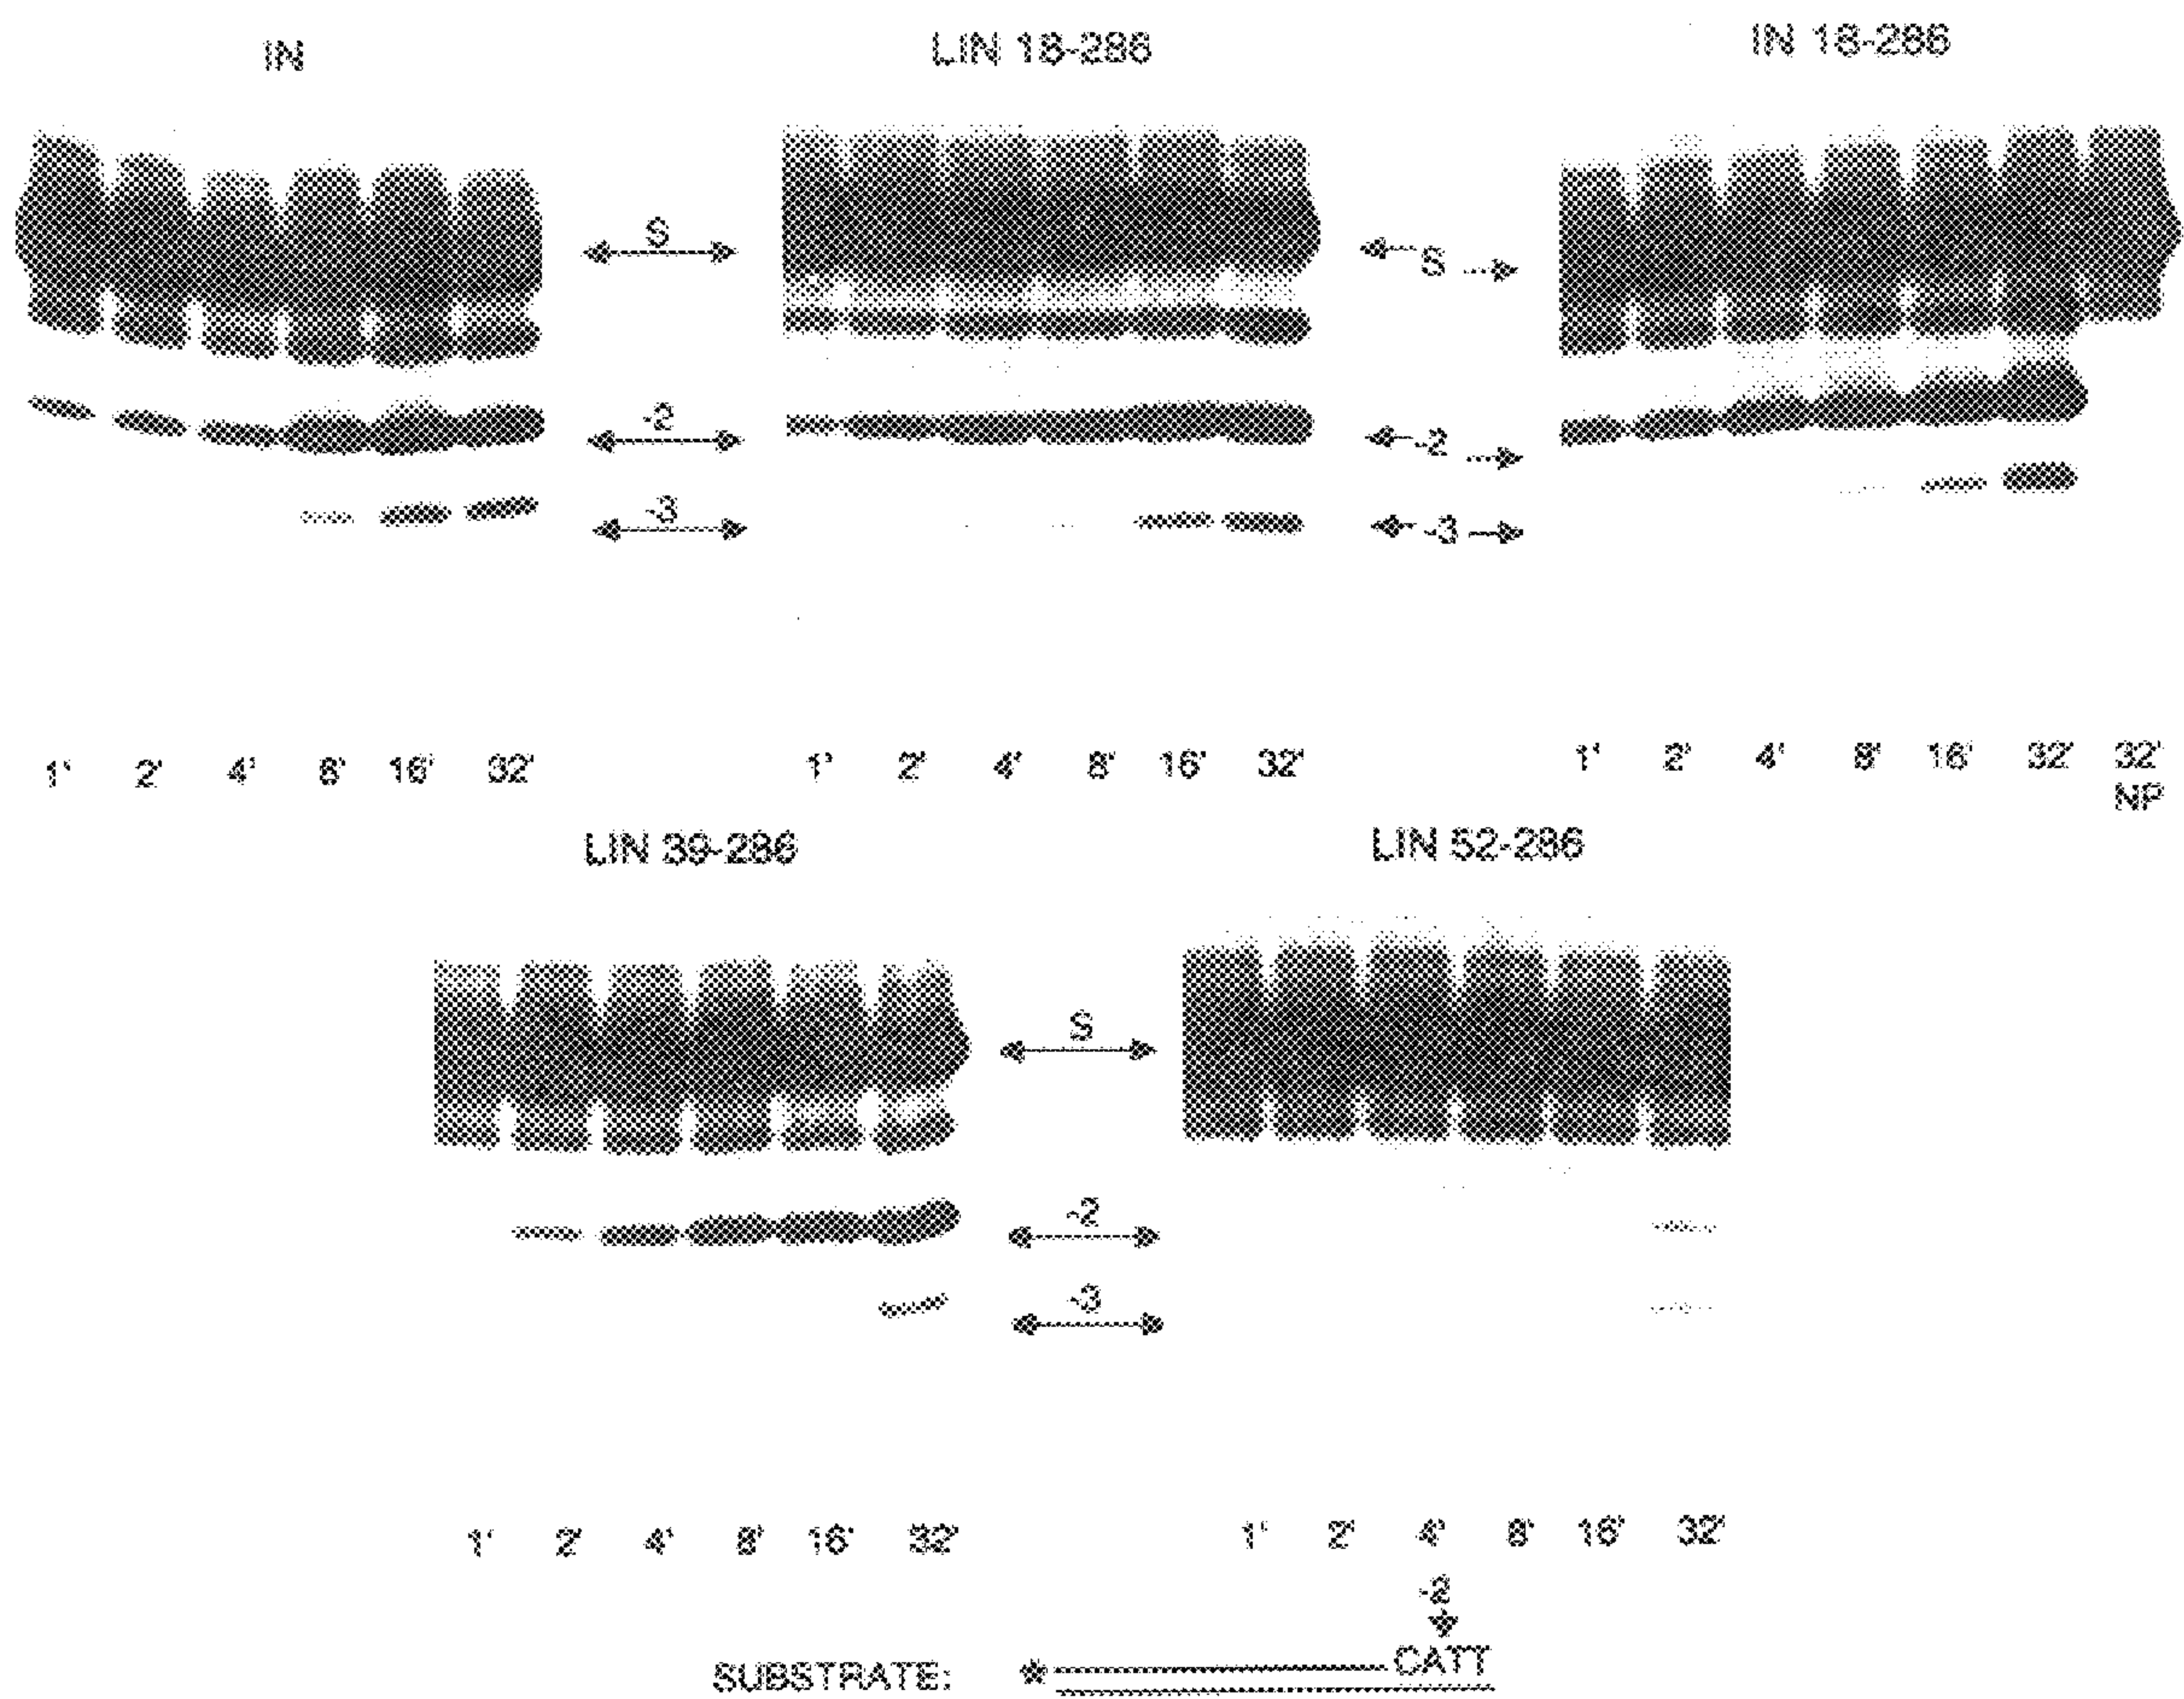 IN
LIN 18-286
IN 18-286
S
S
-2
-2
-3
-3
1' 2' 4' 8' 16' 32'
1' 2' 4' 8' 16' 32'
1' 2' 4' 8' 16' 32' 32'
NP
LIN 39-286
LIN 52-286
S
-2
-3
1' 2' 4' 8' 16' 32'
1' 2' 4' 8' 16' 32'
-2
SUBSTRATE: * CATT